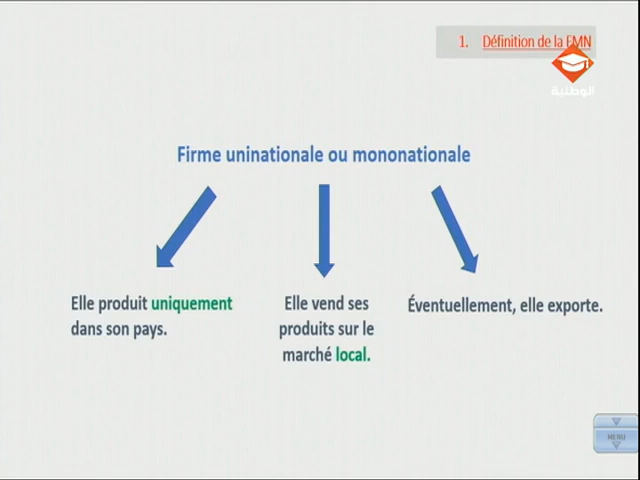 1. Définition de la FMN
الوطنية
Firme uninationale ou mononationale
Elle produit uniquement
dans son pays.
Elle vend ses
produits sur le
marché local.
Éventuellement, elle exporte.
MENU